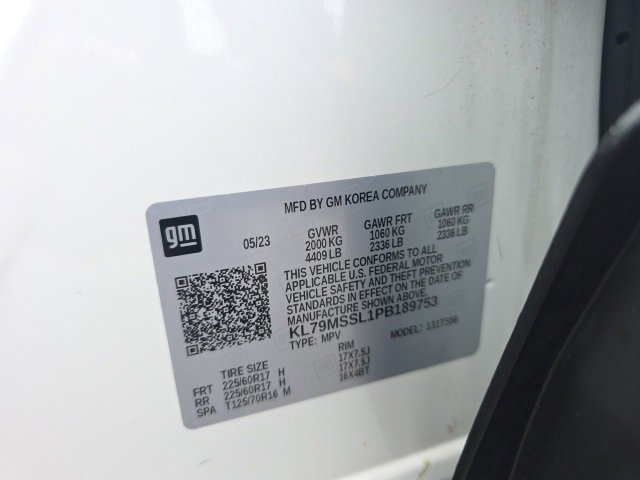 gm
MFD BY GM KOREA COMPANY
05/23
GVWR
2000 KG
4409 LB
GAWR FRT
1060 KG
2336 LB
GAWR RR
1060 KG
2336 LB
THIS VEHICLE CONFORMS TO ALL
APPLICABLE U.S. FEDERAL MOTOR
VEHICLE SAFETY AND THEFT PREVENTION
STANDARDS IN EFFECT ON THE DATE OF
MANUFACTURE SHOWN ABOVE.
KL79MSSL1PB189753
TYPE: MPV
MODEL:
TIRE SIZE
RIM
FRT 225/60R17 H 17X7.5J
RR 225/60R17 H 17X7.5J
SPA T125/70R16 M 16X4BT